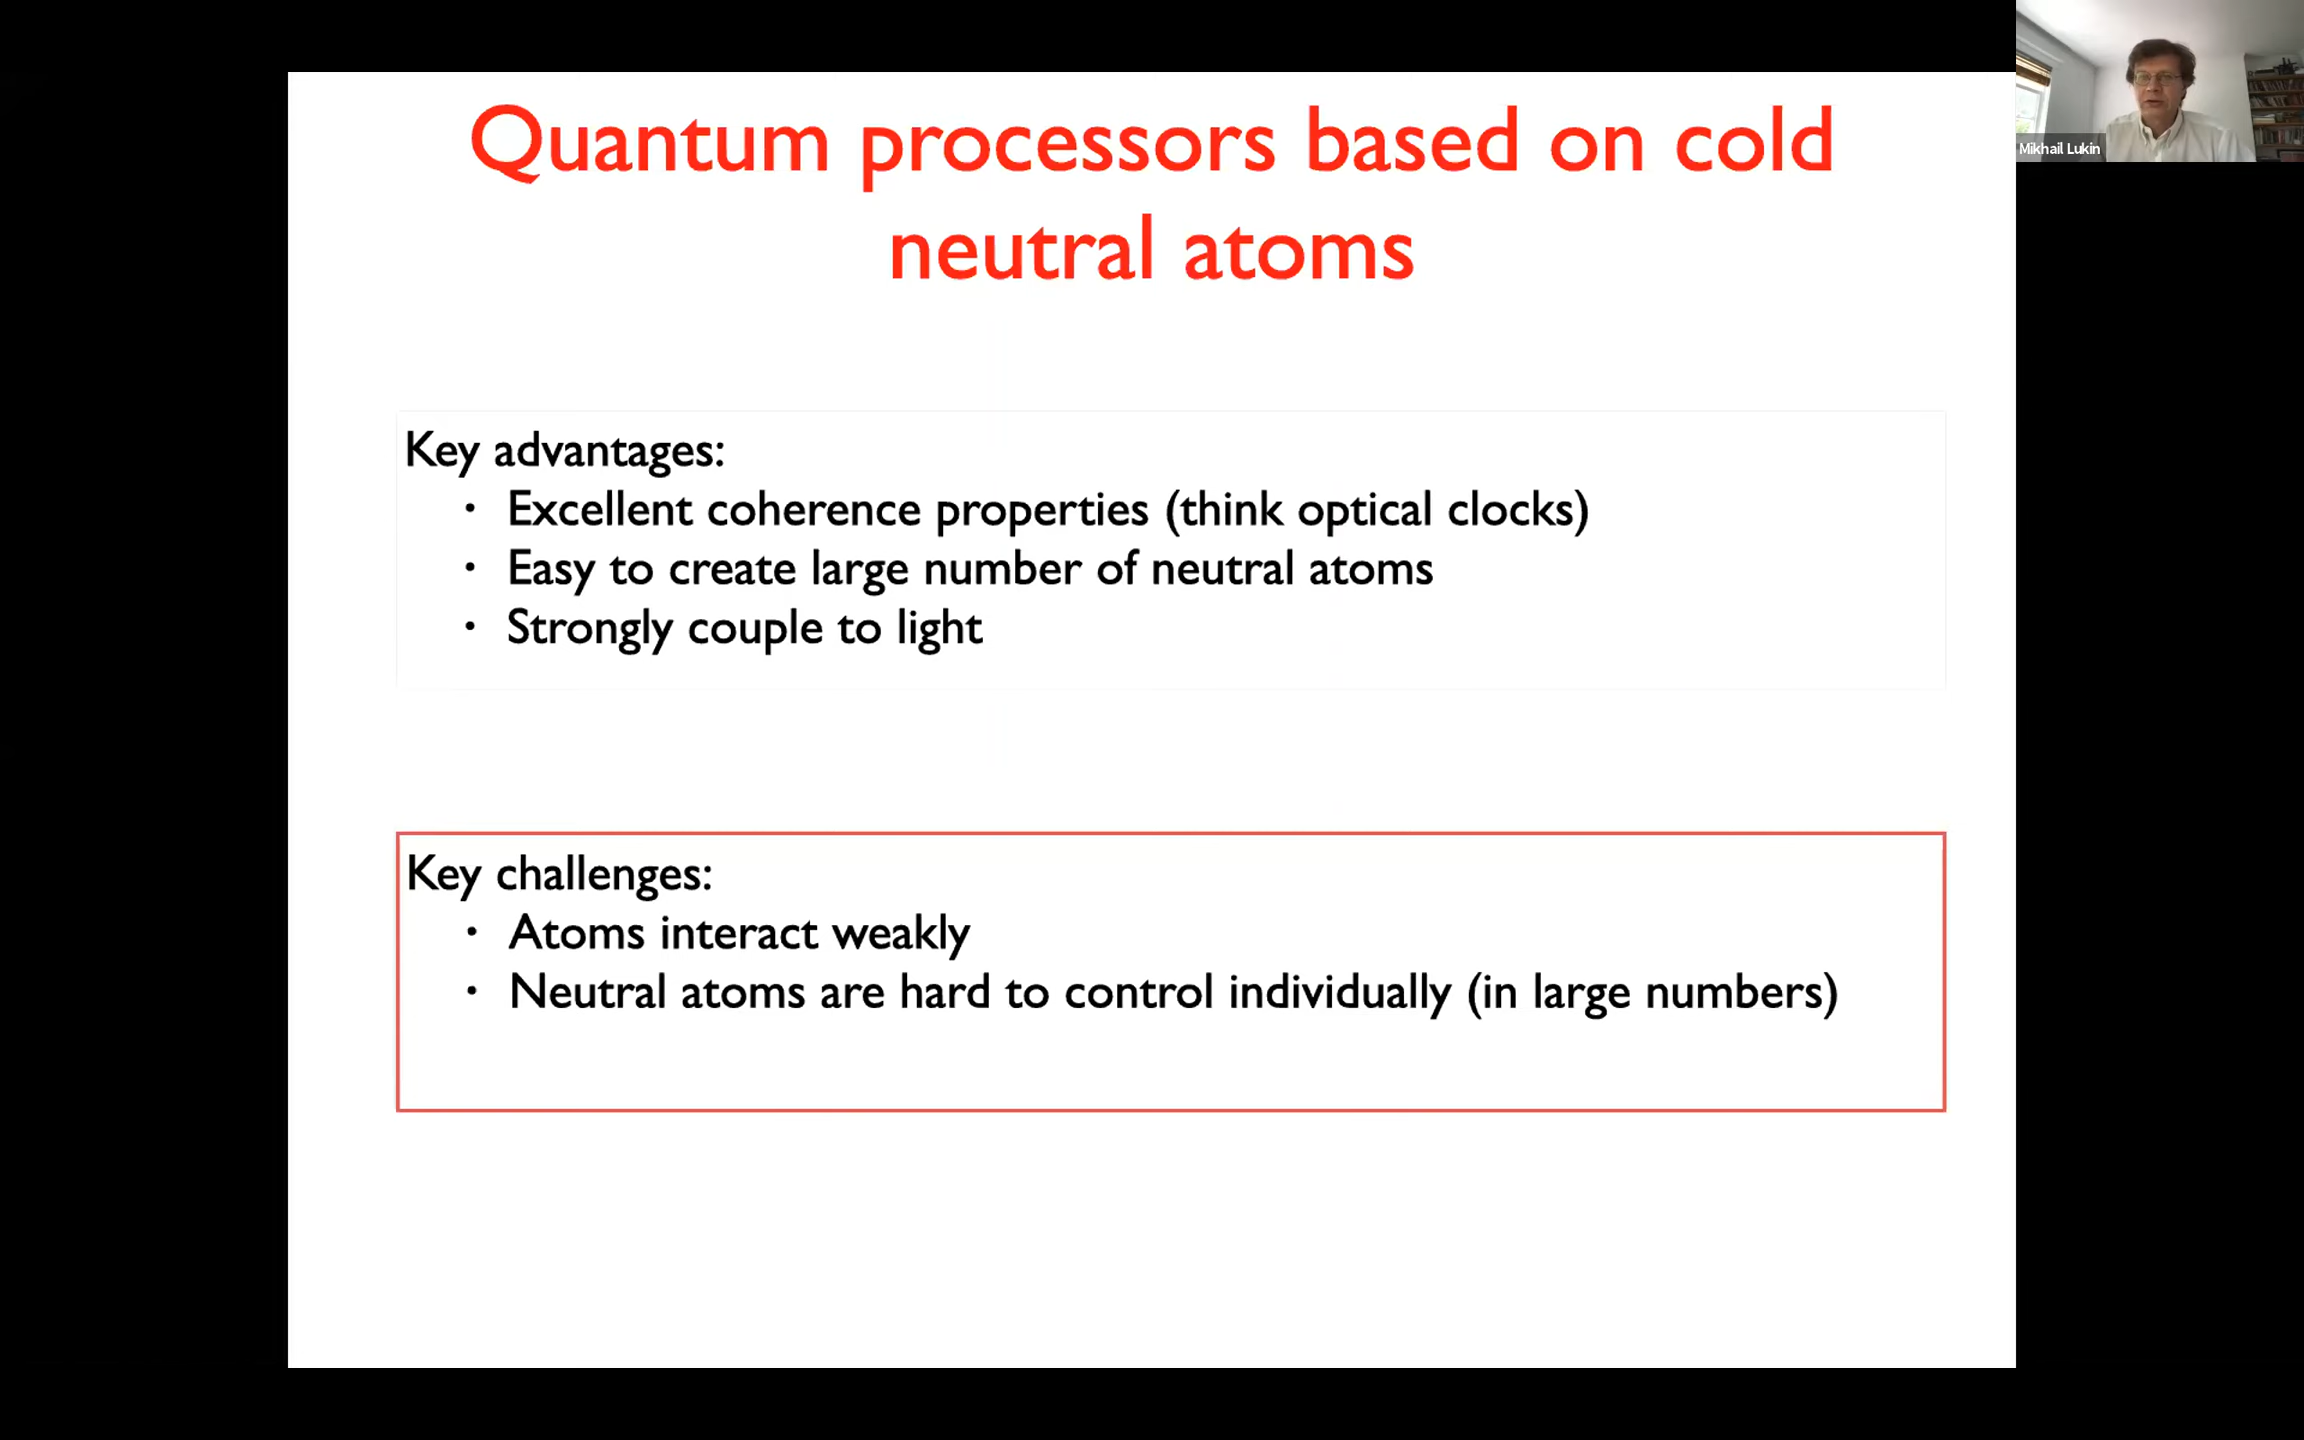 Quantum processors based on cold
neutral atoms
Mikhail Lukin
Key advantages:
• Excellent coherence properties (think optical clocks)
• Easy to create large number of neutral atoms
• Strongly couple to light
Key challenges:
• Atoms interact weakly
• Neutral atoms are hard to control individually (in large numbers)